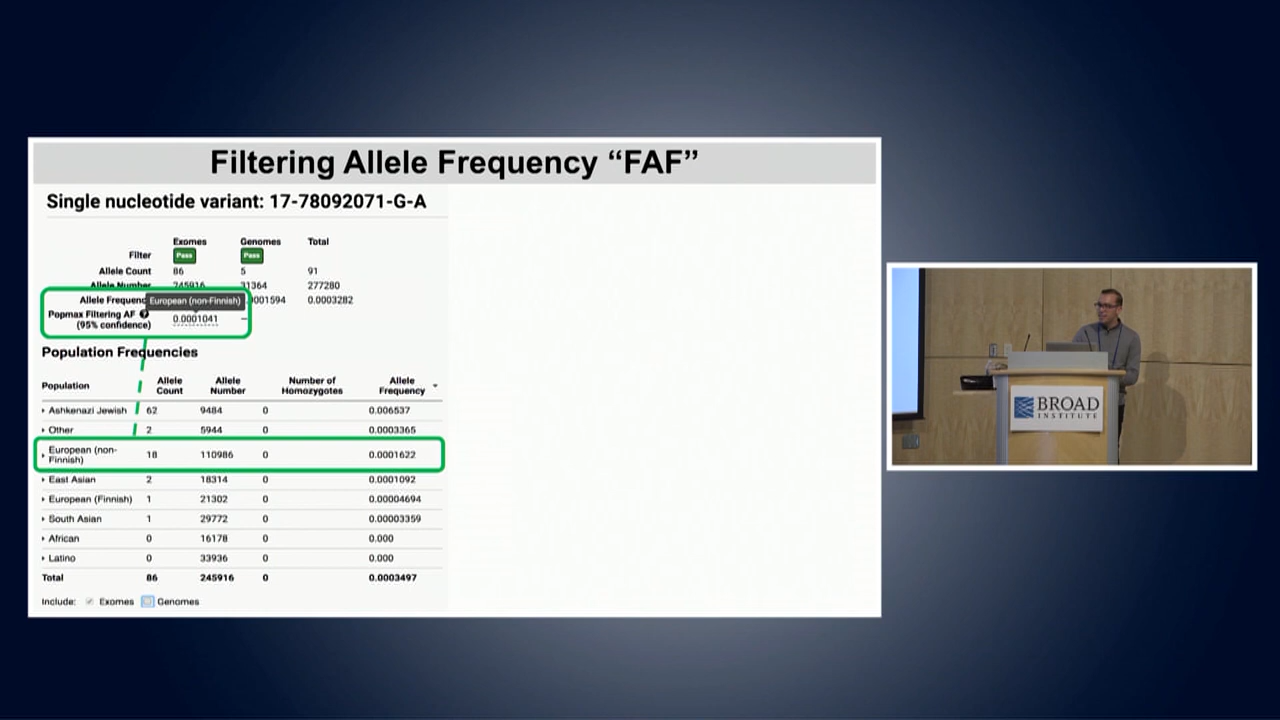 Filtering Allele Frequency “FAF”
Single nucleotide variant: 17-78092071-G-A
Exomes Genomes Total
Filter Pass Pass
Allele Count 86 5 91
Allele Number 245916 31364 277280
Allele Frequenc European (non-Finnish) 0001594 0.0003282
Popmax Filtering AF ?
(95% confidence) 0.0001041 –
Population Frequencies
Population Allele Count Allele Number Number of Homozygotes Allele Frequency
Ashkenazi Jewish 62 9484 0 0.006537
Other 2 5944 0 0.0003365
European (non-Finnish) 18 110986 0 0.0001622
East Asian 2 18314 0 0.0001092
European (Finnish) 1 21302 0 0.00004694
South Asian 1 29772 0 0.00003359
African 0 16178 0 0.000
Latino 0 33936 0 0.000
Total 86 245916 0 0.0003497
Include: Exomes Genomes
BROAD
INSTITUTE